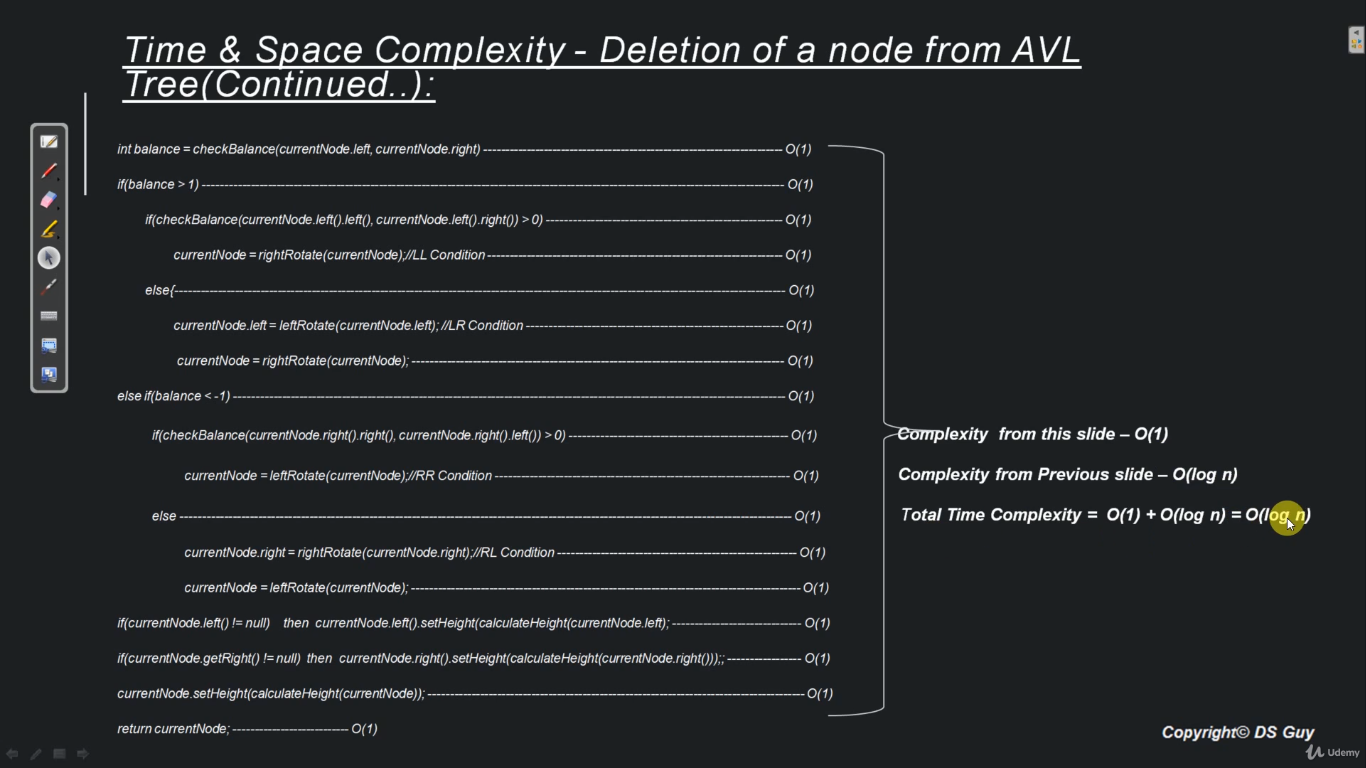 Time & Space Complexity - Deletion of a node from AVL
Tree(Continued..):
int balance = checkBalance(currentNode.left, currentNode.right) ---------------------------------------------------------------- O(1)
if(balance > 1) ---------------------------------------------------------------- O(1)
if(checkBalance(currentNode.left().left(), currentNode.left().right()) > 0) -------------------------------------------------- O(1)
currentNode = rightRotate(currentNode);//LL Condition ---------------------------------------------------------------- O(1)
else{---------------------------------------------------------------- O(1)
currentNode.left = leftRotate(currentNode.left); //LR Condition -------------------------------------------------------- O(1)
currentNode = rightRotate(currentNode); ---------------------------------------------------------------- O(1)
else if(balance < -1) ---------------------------------------------------------------- O(1)
if(checkBalance(currentNode.right().right(), currentNode.right().left()) > 0) ------------------------------------------------ O(1)
currentNode = leftRotate(currentNode);//RR Condition ---------------------------------------------------------------- O(1)
Complexity from this slide – O(1)
Complexity from Previous slide – O(log n)
Total Time Complexity = O(1) + O(log n) = O(log n)
else ---------------------------------------------------------------- O(1)
currentNode.right = rightRotate(currentNode.right);//RL Condition ---------------------------------------------------- O(1)
currentNode = leftRotate(currentNode); ---------------------------------------------------------------- O(1)
if(currentNode.left() != null) then currentNode.left().setHeight(calculateHeight(currentNode.left); ---------------------------- O(1)
if(currentNode.getRight() != null) then currentNode.right().setHeight(calculateHeight(currentNode.right()));; ---------------- O(1)
currentNode.setHeight(calculateHeight(currentNode)); ---------------------------------------------------------------- O(1)
return currentNode; ------------------------- O(1)
Copyright© DS Guy
Udemy